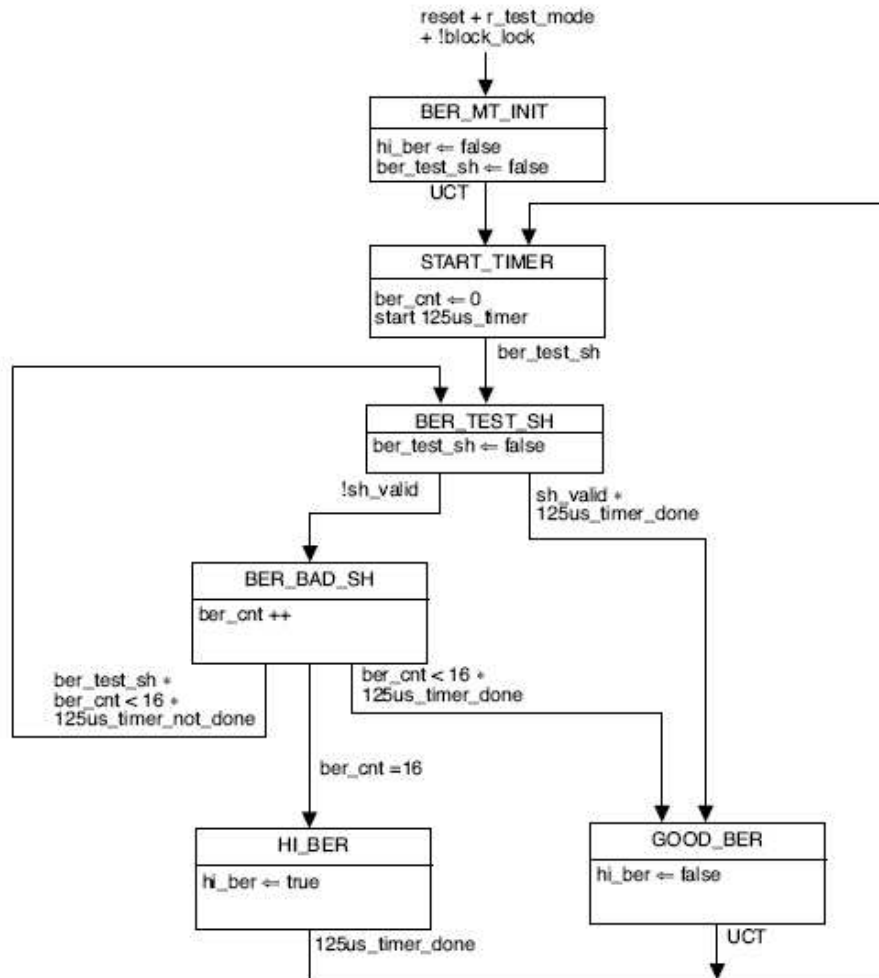 reset + r_test_mode
+ !block_lock
BER_MT_INIT
hi_ber ⇐ false
ber_test_sh ⇐ false
UCT
START_TIMER
ber_cnt ⇐ 0
start 125us_timer
ber_test_sh
BER_TEST_SH
ber_test_sh ⇐ false
!sh_valid
sh_valid *
125us_timer_done
BER_BAD_SH
ber_cnt ++
ber_test_sh *
ber_cnt < 16 *
125us_timer_not_done
ber_cnt < 16 *
125us_timer_done
ber_cnt =16
HI_BER
hi_ber ⇐ true
125us_timer_done
GOOD_BER
hi_ber ⇐ false
UCT